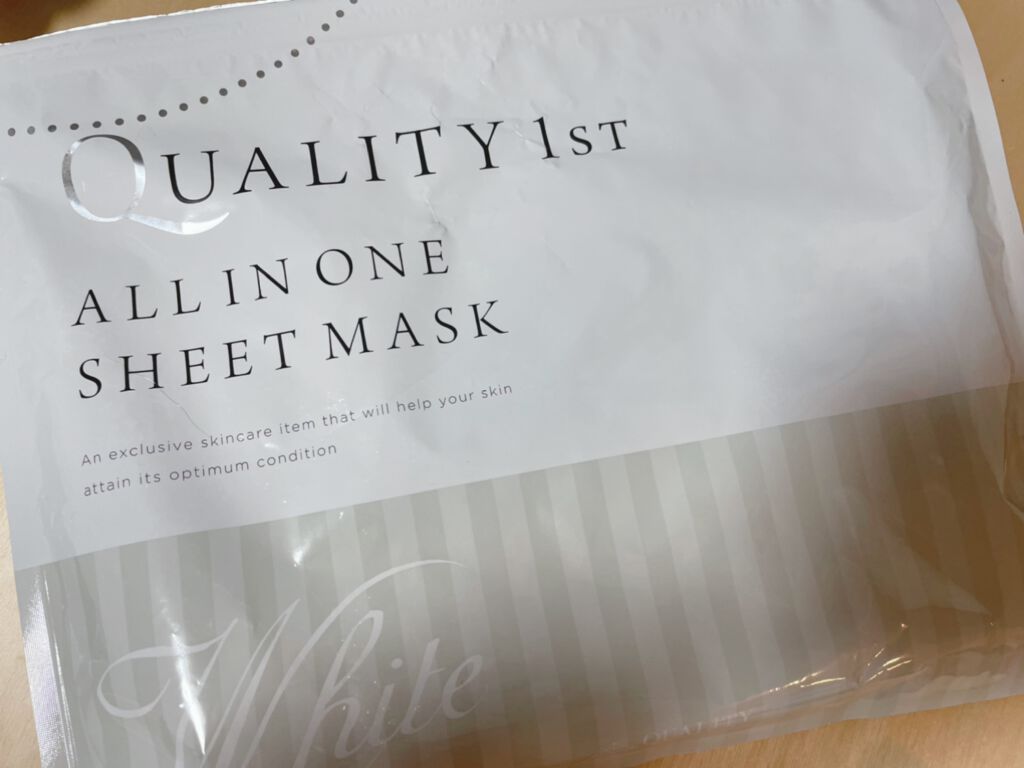 QUALITY 1ST
ALL IN ONE
SHEET MASK
An exclusive skincare item that will help your skin
attain its optimum condition
White
QUALITY